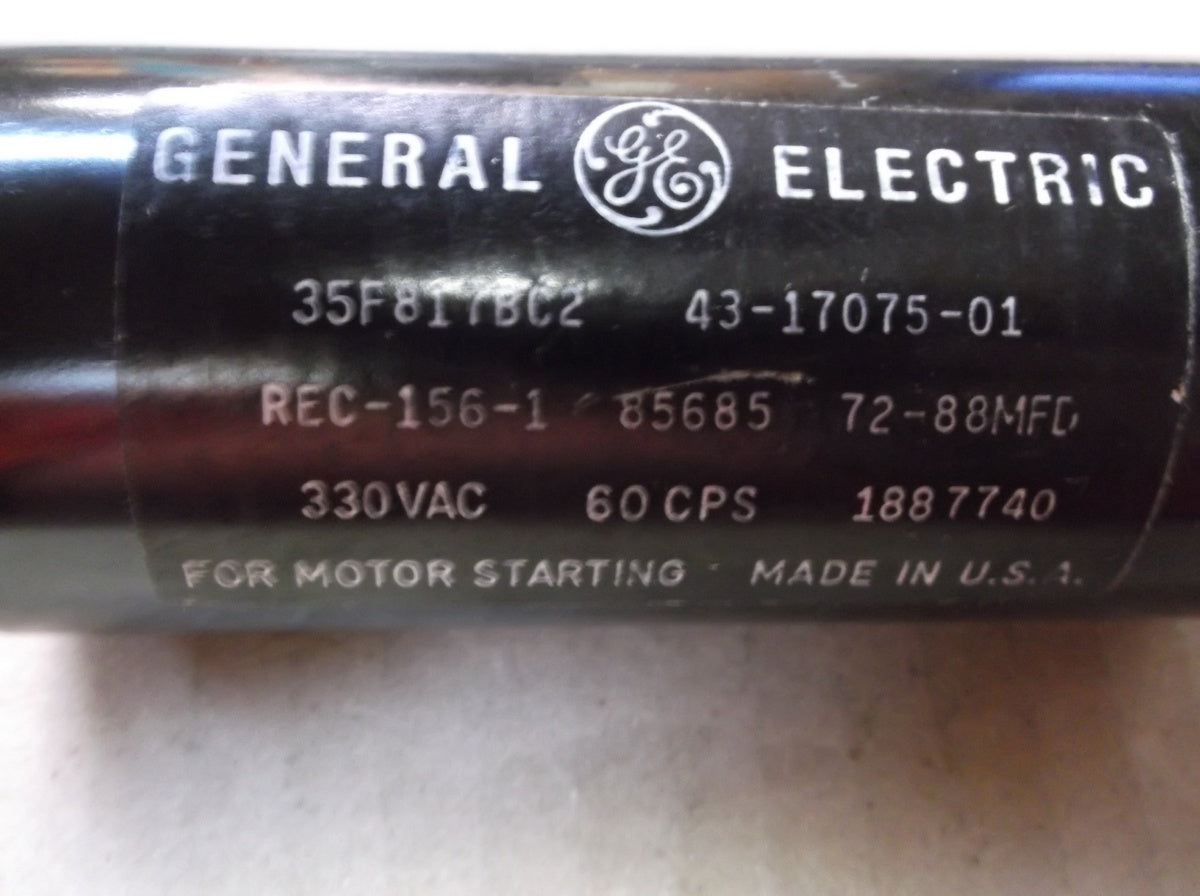 GENERAL GE ELECTRIC
35F817BC2 43-17075-01
REC-156-1 85685 72-88MFD
330VAC 60 CPS 1887740
FOR MOTOR STARTING MADE IN U.S.A.